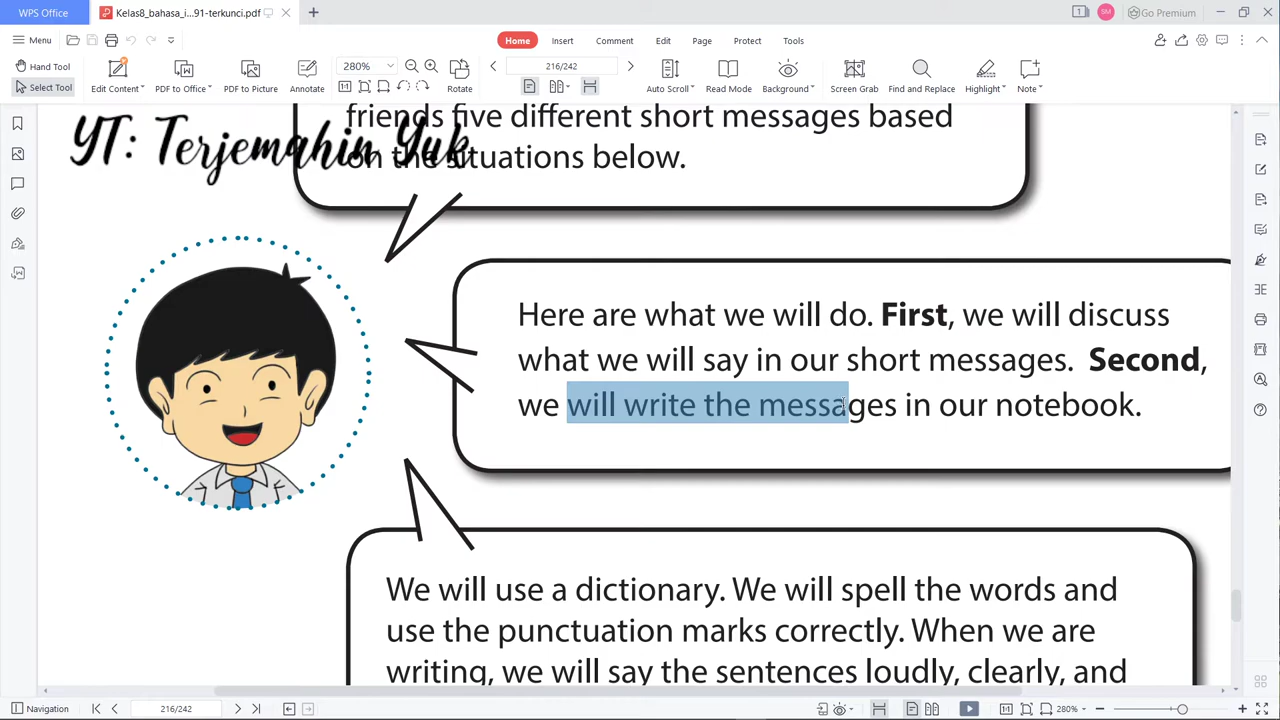 WPS Office
Kelas8_bahasa_i...91-terkunci.pdf
1
SM
Go Premium
Menu
Home
Insert
Comment
Edit
Page
Protect
Tools
Hand Tool
Select Tool
Edit Content
PDF to Office
PDF to Picture
Annotate
280%
Rotate
216/242
Auto Scroll
Read Mode
Background
Screen Grab
Find and Replace
Highlight
Note
friends five different short messages based
on the situations below.
YT: Terjemahin Yuk
Here are what we will do. First, we will discuss
what we will say in our short messages. Second,
we will write the messages in our notebook.
We will use a dictionary. We will spell the words and
use the punctuation marks correctly. When we are
writing, we will say the sentences loudly, clearly, and
Navigation
216/242
280%